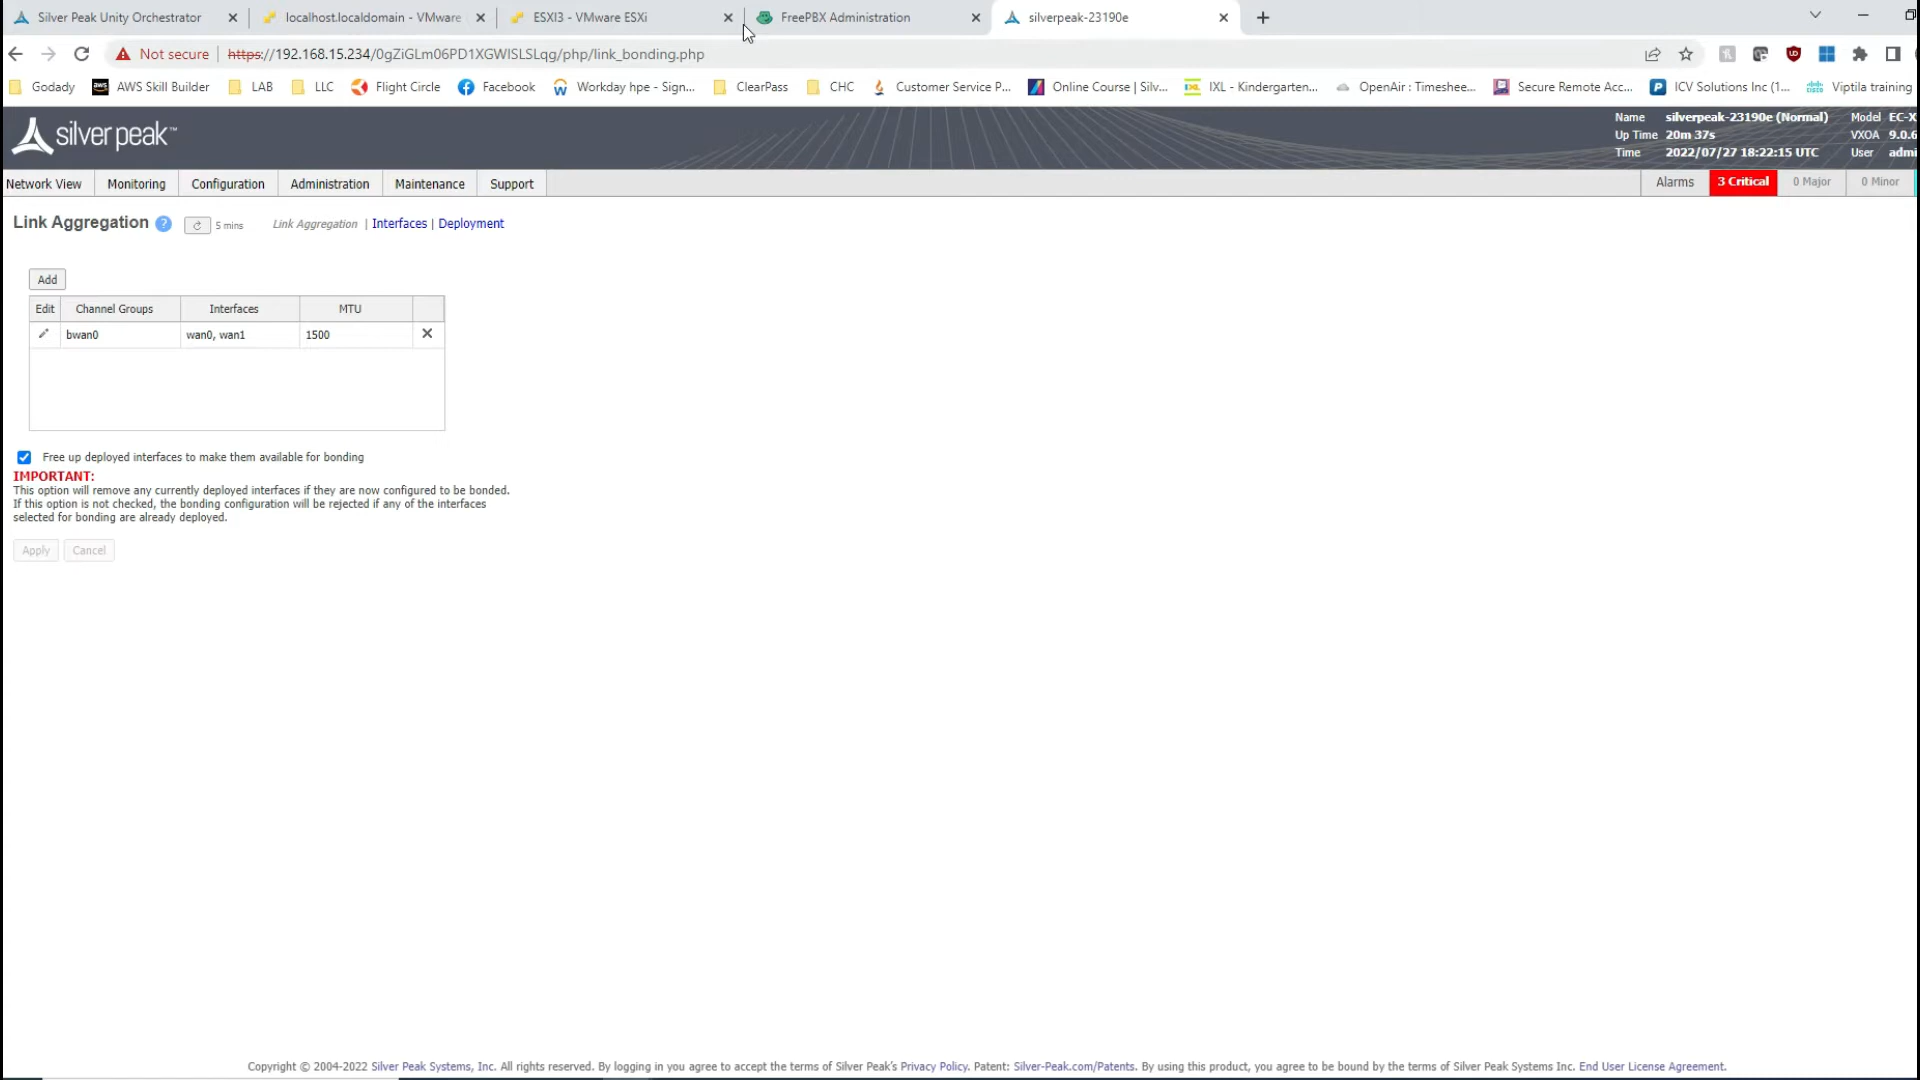 Silver Peak Unity Orchestrator
localhost.localdomain - VMware
ESXI3 - VMware ESXi
FreePBX Administration
silverpeak-23190e
Not secure https://192.168.15.234/0gZiGLm06PD1XGWISLSLqg/php/link_bonding.php
Godady AWS Skill Builder LAB LLC Flight Circle Facebook Workday hpe - Sign... ClearPass CHC Customer Service P... Online Course | Silv... IXL - Kindergarten... OpenAir : Timeshee... Secure Remote Acc... ICV Solutions Inc (1... Viptila training
silver peak™
Name silverpeak-23190e (Normal) Model EC-X
Up Time 20m 37s VXOA 9.0.6
Time 2022/07/27 18:22:15 UTC User admi
Network View Monitoring Configuration Administration Maintenance Support Alarms 3 Critical 0 Major 0 Minor
Link Aggregation ? 5 mins Link Aggregation | Interfaces | Deployment
Add
Edit Channel Groups Interfaces MTU
bwan0 wan0, wan1 1500
Free up deployed interfaces to make them available for bonding
IMPORTANT:
This option will remove any currently deployed interfaces if they are now configured to be bonded.
If this option is not checked, the bonding configuration will be rejected if any of the interfaces
selected for bonding are already deployed.
Apply Cancel
Copyright © 2004-2022 Silver Peak Systems, Inc. All rights reserved. By logging in you agree to accept the terms of Silver Peak's Privacy Policy. Patent: Silver-Peak.com/Patents. By using this product, you agree to be bound by the terms of Silver Peak Systems Inc. End User License Agreement.